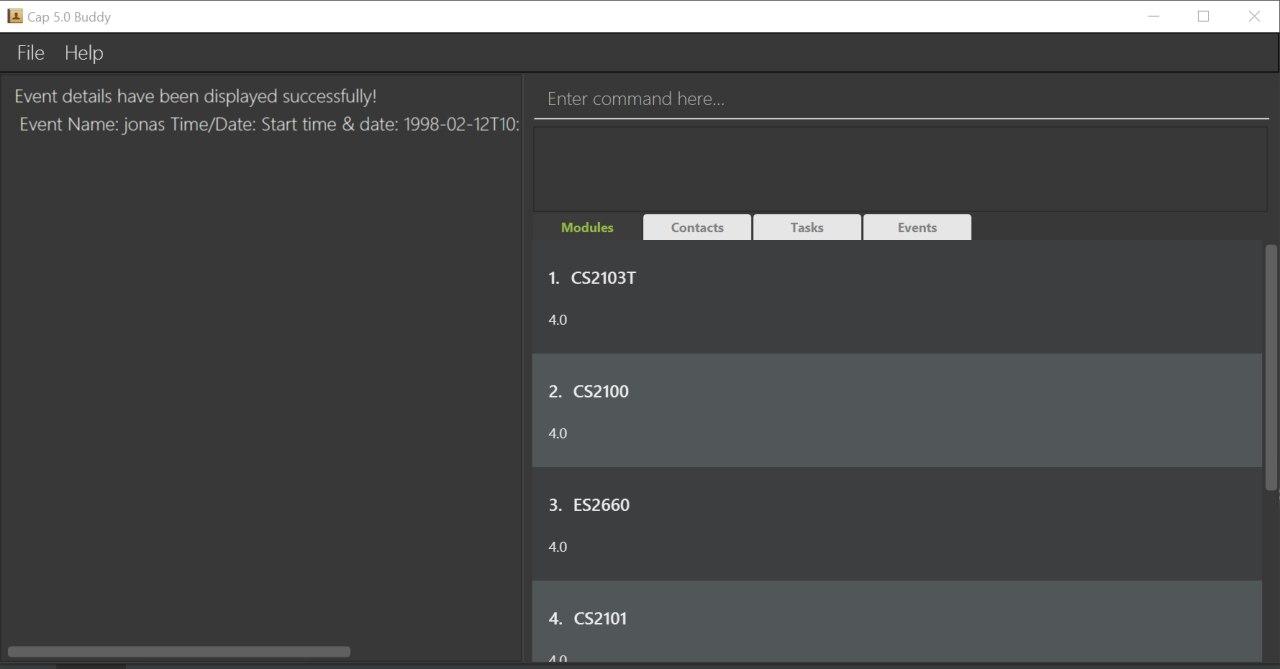 Cap 5.0 Buddy
File Help
Event details have been displayed successfully!
Event Name: jonas Time/Date: Start time & date: 1998-02-12T10:
Enter command here...
Modules Contacts Tasks Events
1. CS2103T
4.0
2. CS2100
4.0
3. ES2660
4.0
4. CS2101
4.0